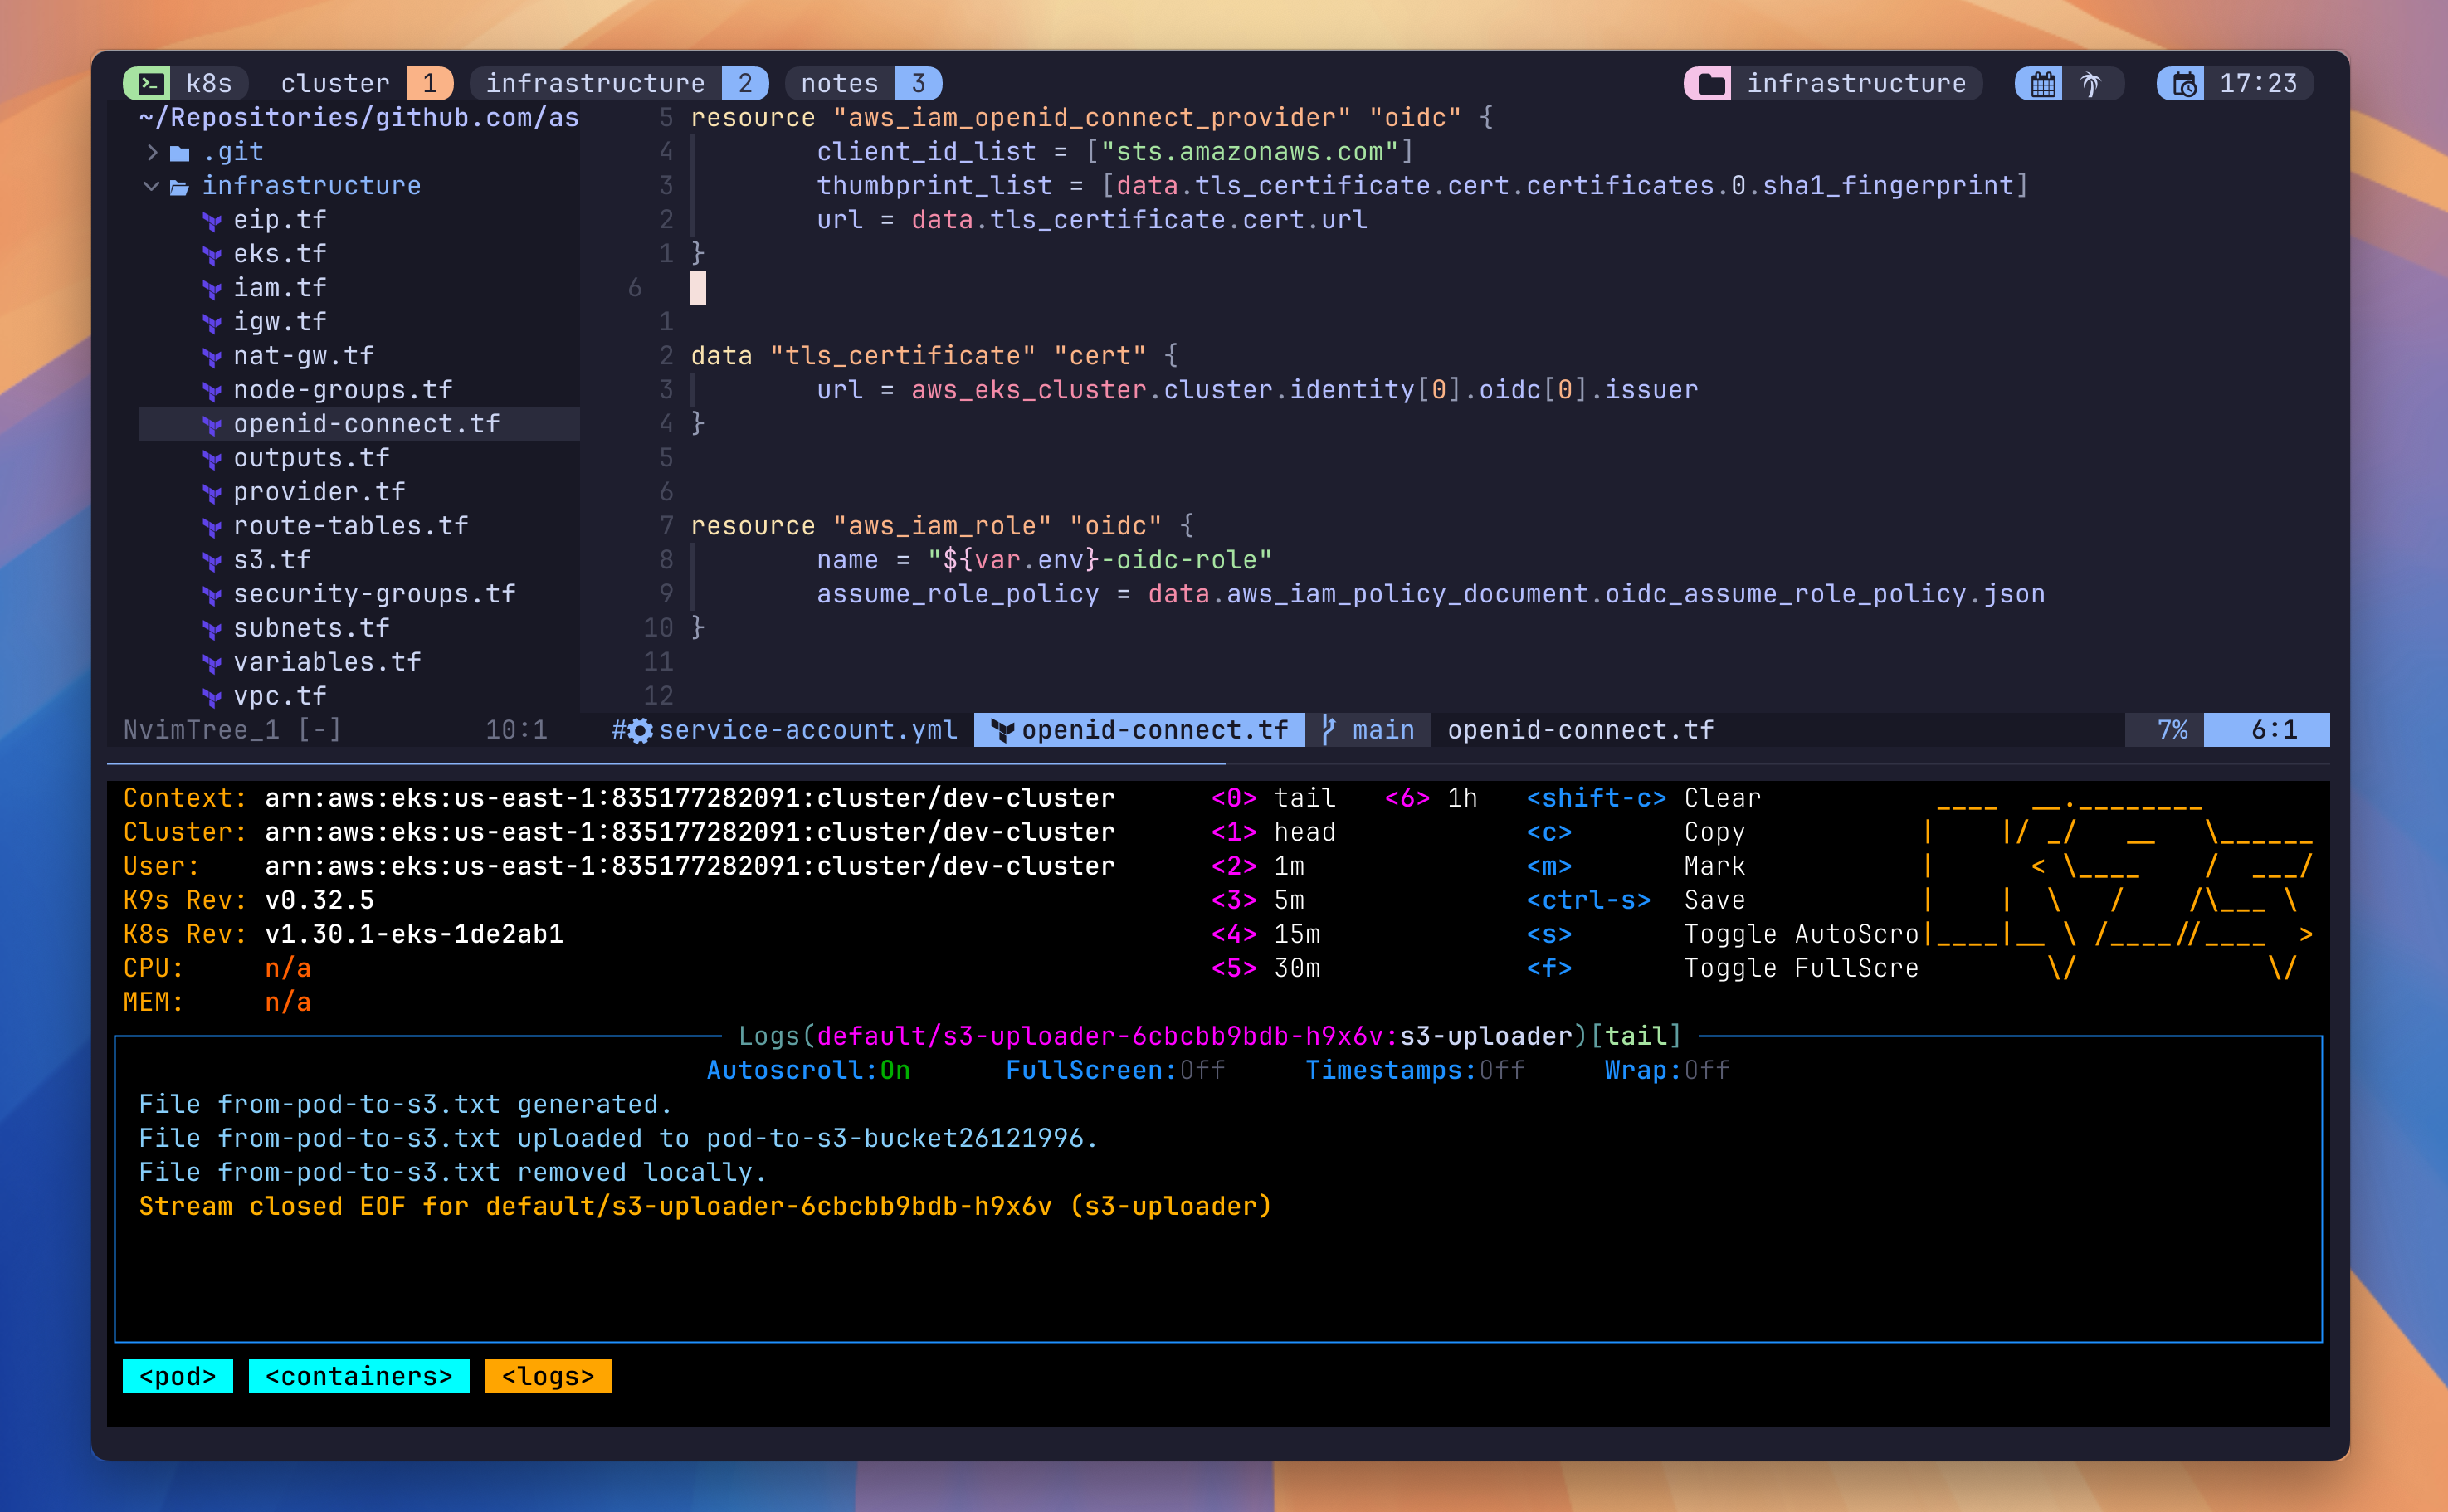 k8s cluster 1 infrastructure 2 notes 3 infrastructure 17:23
~/Repositories/github.com/as
.git
infrastructure
eip.tf
eks.tf
iam.tf
igw.tf
nat-gw.tf
node-groups.tf
openid-connect.tf
outputs.tf
provider.tf
route-tables.tf
s3.tf
security-groups.tf
subnets.tf
variables.tf
vpc.tf
NvimTree_1 [-] 10:1
5 resource "aws_iam_openid_connect_provider" "oidc" {
4 client_id_list = ["sts.amazonaws.com"]
3 thumbprint_list = [data.tls_certificate.cert.certificates.0.sha1_fingerprint]
2 url = data.tls_certificate.cert.url
1 }
6
1
2 data "tls_certificate" "cert" {
3 url = aws_eks_cluster.cluster.identity[0].oidc[0].issuer
4 }
5
6
7 resource "aws_iam_role" "oidc" {
8 name = "${var.env}-oidc-role"
9 assume_role_policy = data.aws_iam_policy_document.oidc_assume_role_policy.json
10 }
11
12
#service-account.yml openid-connect.tf main openid-connect.tf 7% 6:1
Context: arn:aws:eks:us-east-1:835177282091:cluster/dev-cluster <0> tail <6> 1h <shift-c> Clear
Cluster: arn:aws:eks:us-east-1:835177282091:cluster/dev-cluster <1> head <c> Copy
User: arn:aws:eks:us-east-1:835177282091:cluster/dev-cluster <2> 1m <m> Mark
K9s Rev: v0.32.5 <3> 5m <ctrl-s> Save
K8s Rev: v1.30.1-eks-1de2ab1 <4> 15m <s> Toggle AutoScro
CPU: n/a <5> 30m <f> Toggle FullScre
MEM: n/a
Logs(default/s3-uploader-6cbcbb9bdb-h9x6v:s3-uploader)[tail]
Autoscroll:On FullScreen:Off Timestamps:Off Wrap:Off
File from-pod-to-s3.txt generated.
File from-pod-to-s3.txt uploaded to pod-to-s3-bucket26121996.
File from-pod-to-s3.txt removed locally.
Stream closed EOF for default/s3-uploader-6cbcbb9bdb-h9x6v (s3-uploader)
<pod> <containers> <logs>